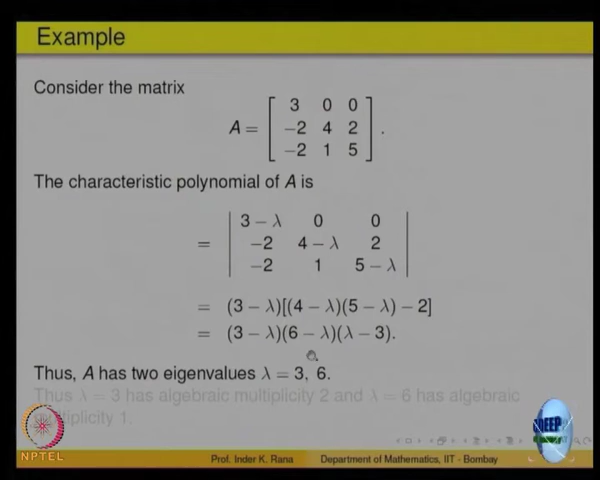 Example
Consider the matrix
A = [ 3 0 0
−2 4 2
−2 1 5 ] .
The characteristic polynomial of A is
= | 3 − λ 0 0
−2 4 − λ 2
−2 1 5 − λ |
= (3 − λ)[(4 − λ)(5 − λ) − 2]
= (3 − λ)(6 − λ)(λ − 3).
Thus, A has two eigenvalues λ = 3, 6.
Thus λ = 3 has algebraic multiplicity 2 and λ = 6 has algebraic
multiplicity 1.
NPTEL
Prof. Inder K. Rana Department of Mathematics, IIT - Bombay